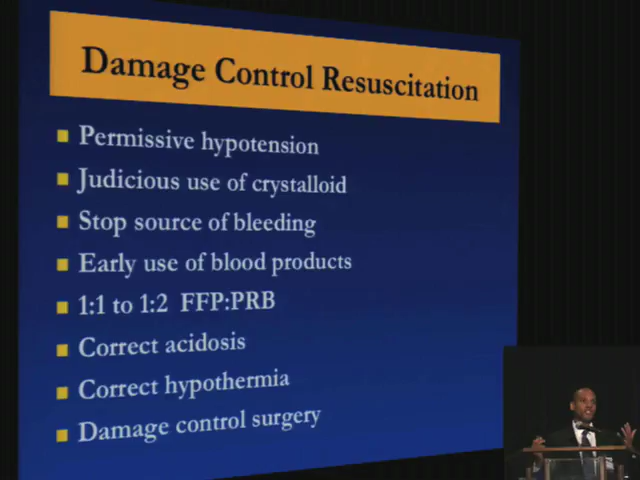 Damage Control Resuscitation
Permissive hypotension
Judicious use of crystalloid
Stop source of bleeding
Early use of blood products
1:1 to 1:2 FFP:PRB
Correct acidosis
Correct hypothermia
Damage control surgery